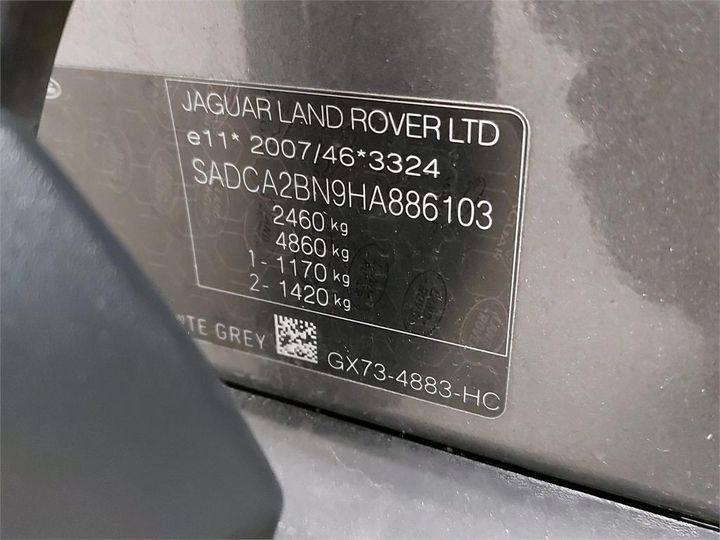 JAGUAR LAND ROVER LTD
e11* 2007/46*3324
SADCA2BN9HA886103
2460 kg
4860 kg
1- 1170 kg
2- 1420 kg
TE GREY
GX73-4883-HC